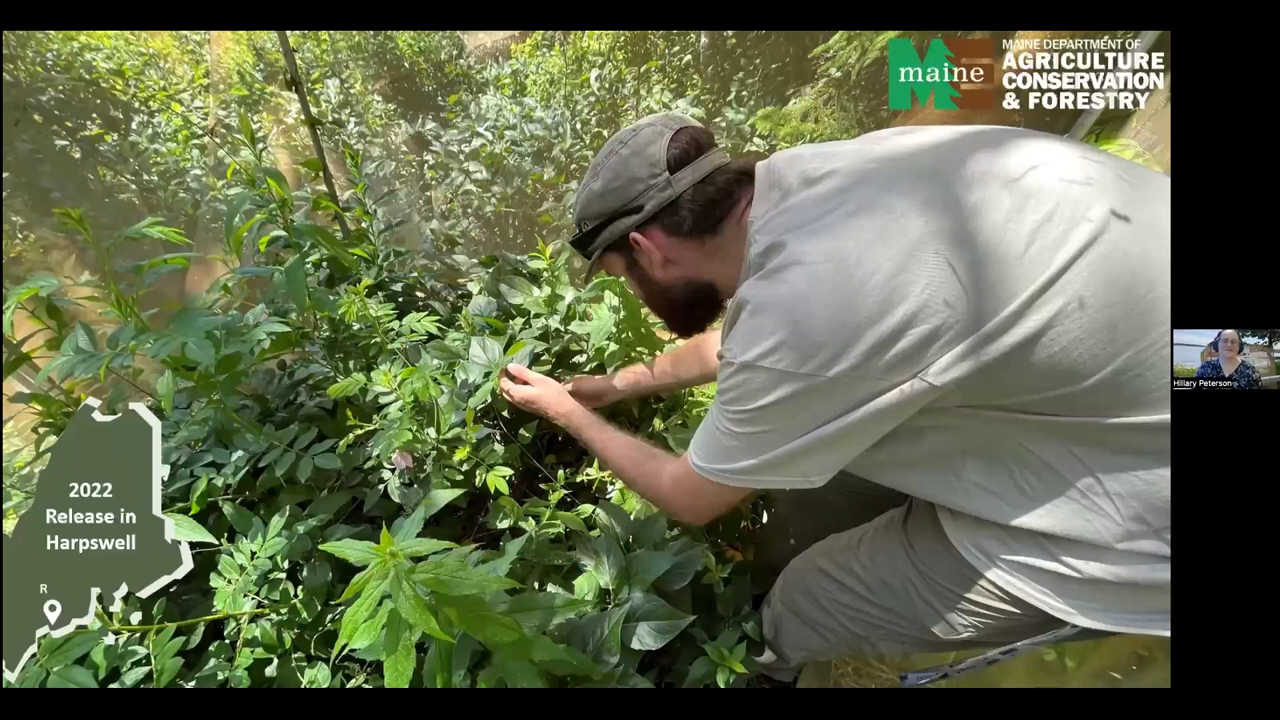 maine
MAINE DEPARTMENT OF
AGRICULTURE
CONSERVATION
& FORESTRY
Hillary Peterson
2022
Release in
Harpswell
R